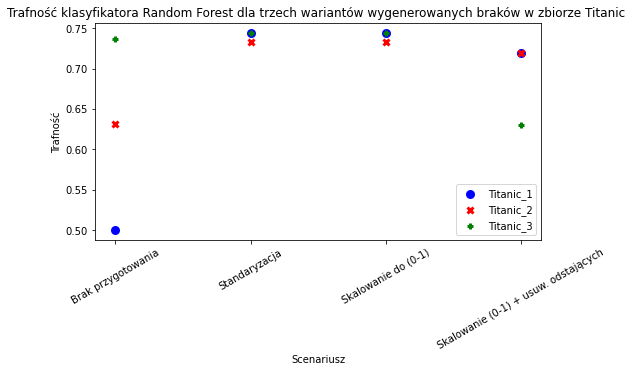 Trafność klasyfikatora Random Forest dla trzech wariantów wygenerowanych braków w zbiorze Titanic
0.75
0.70
0.65
0.60
0.55
0.50
Trafność
Titanic_1
Titanic_2
Titanic_3
Brak przygotowania
Standaryzacja
Skalowanie do (0-1)
Skalowanie (0-1) + usuw. odstających
Scenariusz